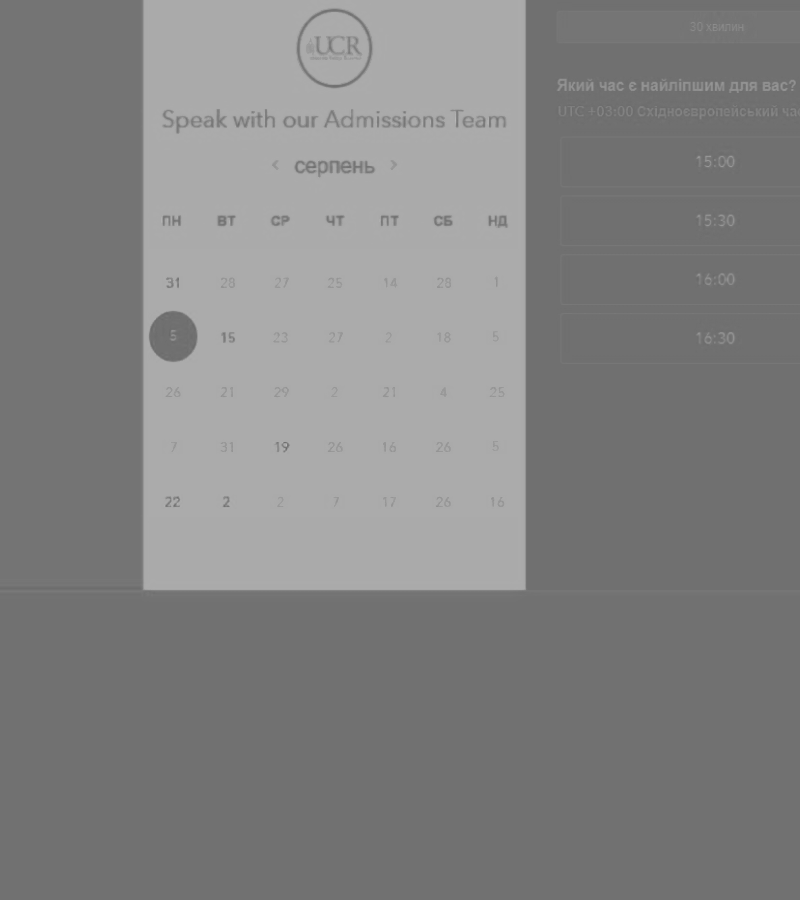 UCR
Speak with our Admissions Team
< серпень >
ПН ВТ СР ЧТ ПТ СБ НД
31 28 27 25 14 28 1
5 15 23 27 2 18 5
26 21 29 2 21 4 25
7 31 19 26 16 26 5
22 2 2 7 17 26 16
30 хвилин
Який час є найліпшим для вас?
UTC +03:00 Східноєвропейський
15:00
15:30
16:00
16:30